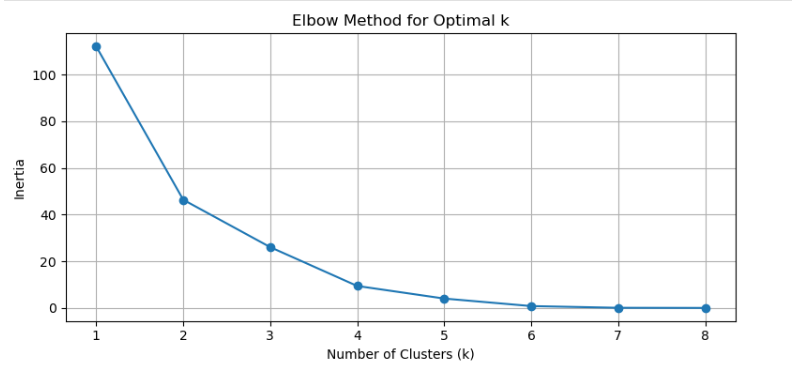 Elbow Method for Optimal k
100
80
60
40
20
0
Inertia
1 2 3 4 5 6 7 8
Number of Clusters (k)